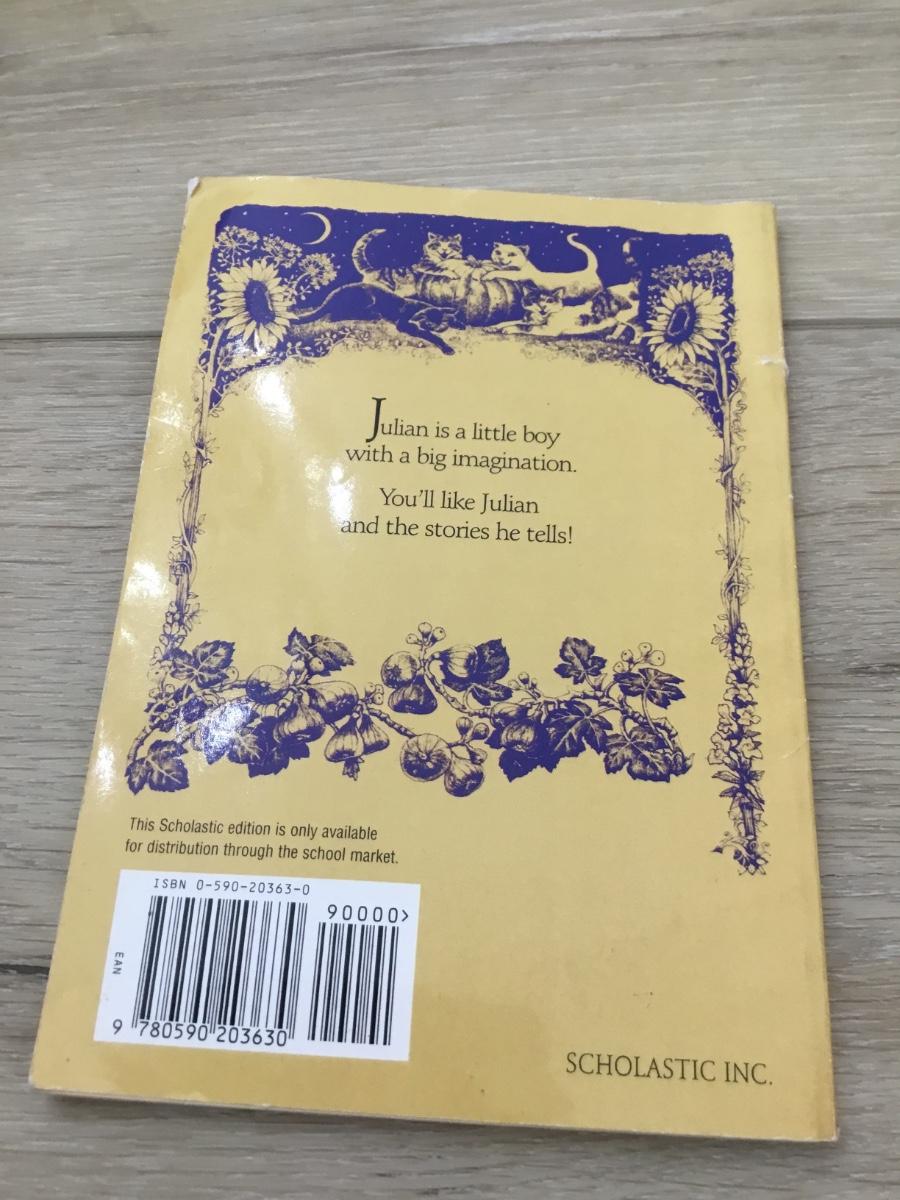 Julian is a little boy
with a big imagination.
You'll like Julian
and the stories he tells!
This Scholastic edition is only available
for distribution through the school market.
ISBN 0-590-20363-0
90000>
EAN
9 780590 203630
SCHOLASTIC INC.